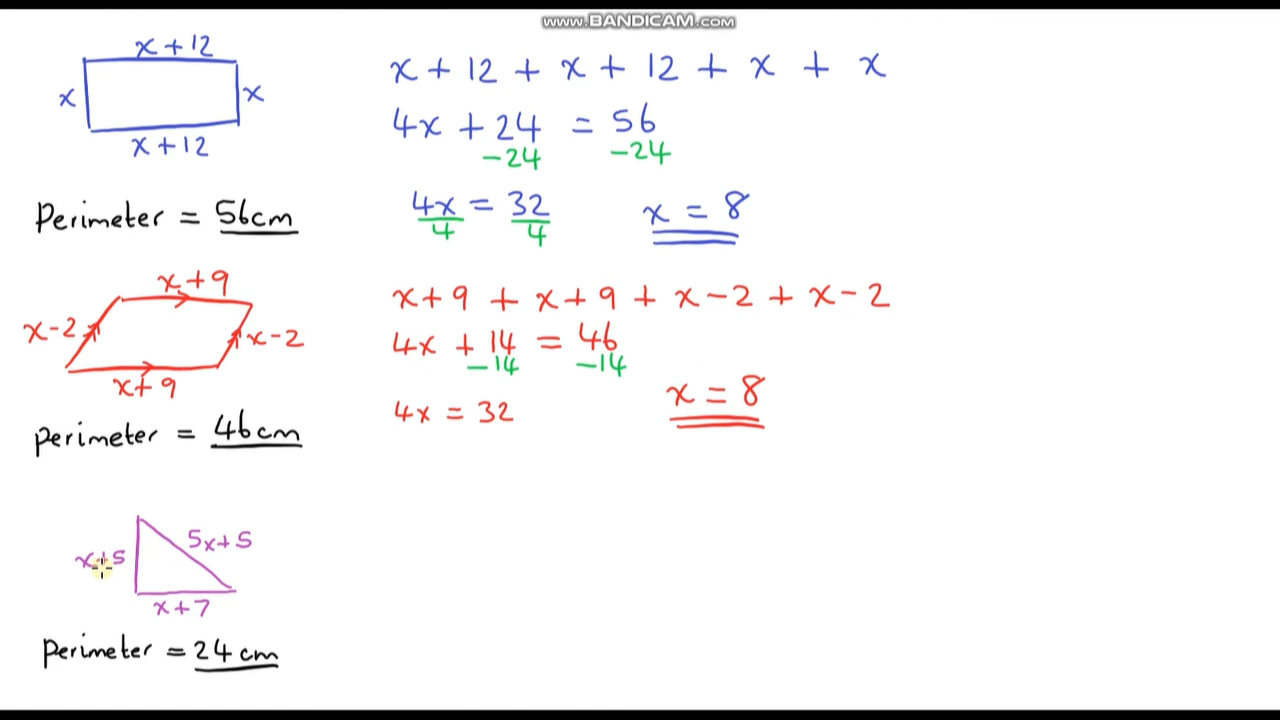 www.BANDICAM.com
x + 12
x
x
x + 12
x + 12 + x + 12 + x + x
4x + 24 = 56
-24 -24
Perimeter = 56cm
4x = 32
4 4
x = 8
x+9
x-2
x-2
x+9
x+9 + x+9 + x-2 + x-2
4x + 14 = 46
-14 -14
4x = 32
x = 8
perimeter = 46cm
x+5
5x+5
x+7
perimeter = 24cm